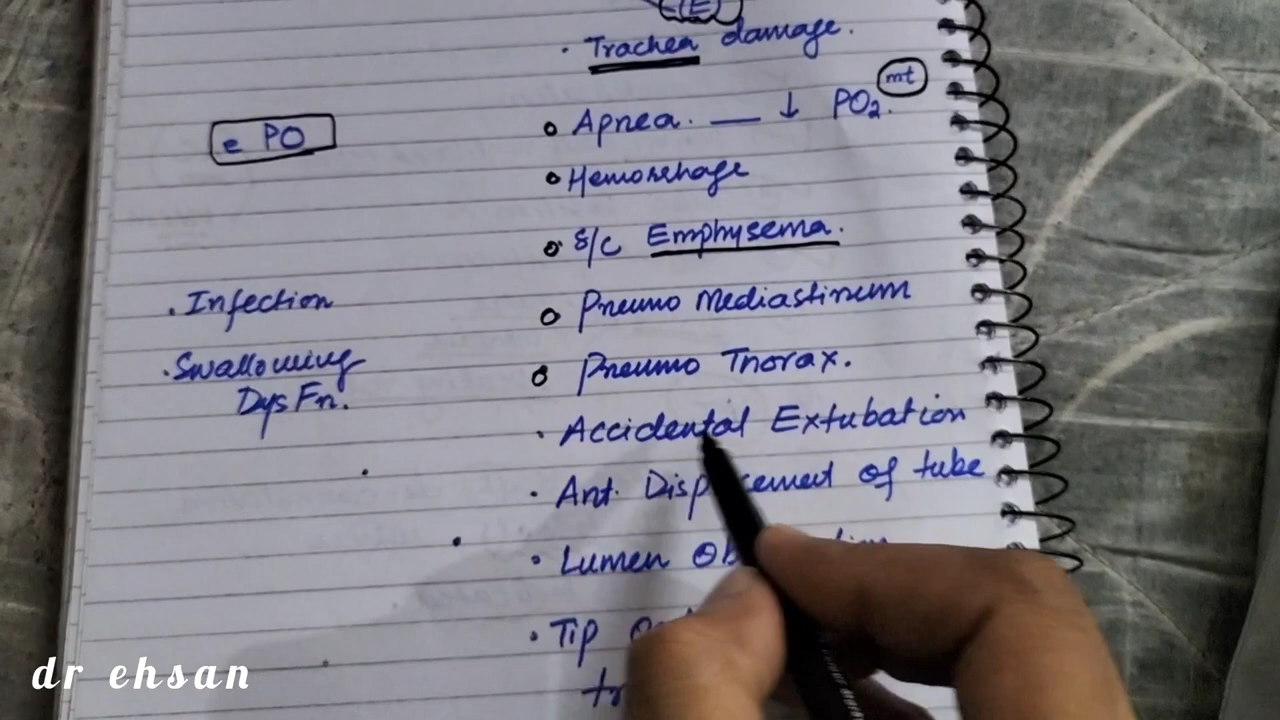 (E)
. Trachea damage.
mt
Apnea. — ↓ PO2.
e PO
Hemorrhage
S/C Emphysema.
. Infection
Pneumo Mediastinum
. Swallowing
Dys Fn.
Pneumo Thorax.
. Accidental Extubation
. Ant. Displacement of tube
. Lumen
. Tip
dr ehsan